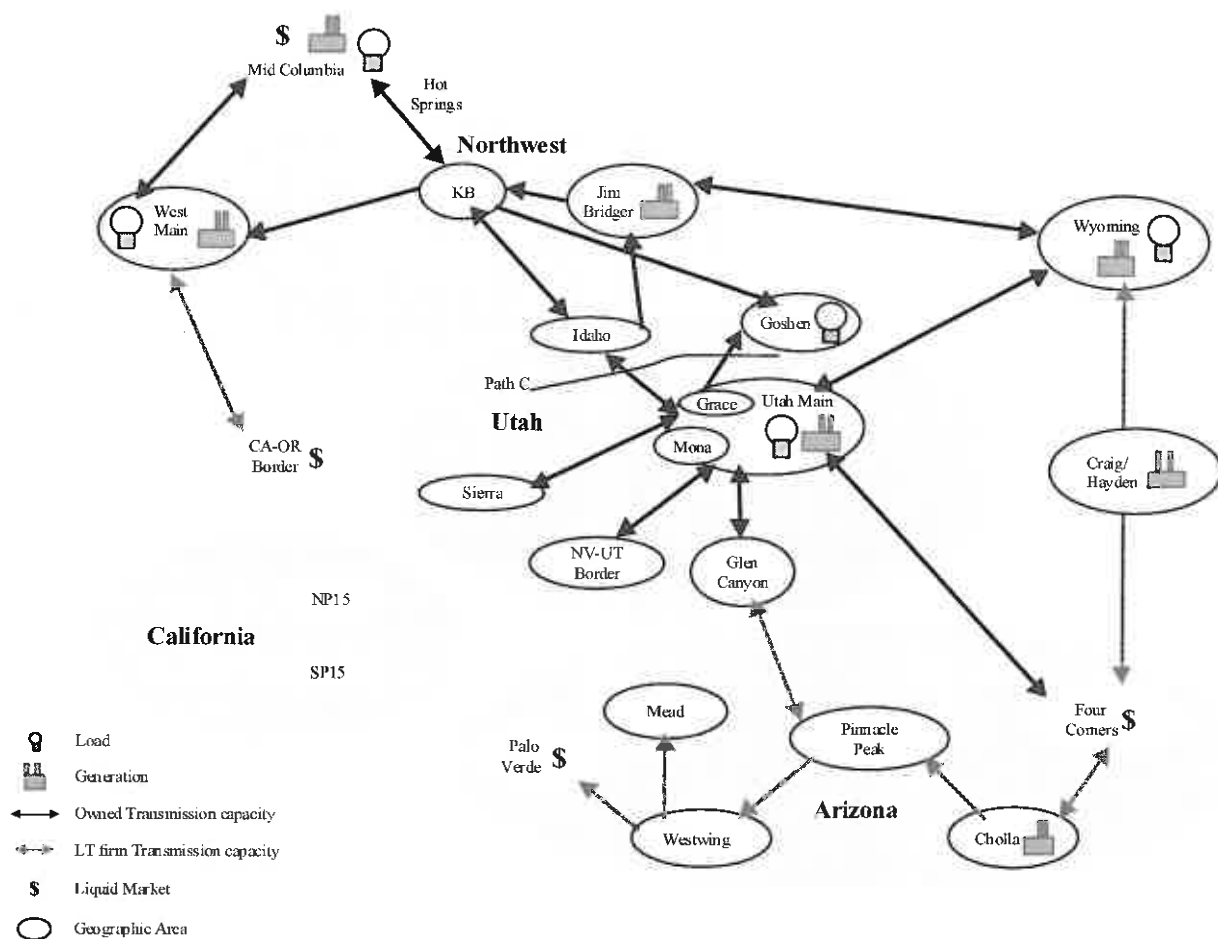 $
Mid Columbia
Hot
Springs
Northwest
KB
Jim
Bridger
West
Main
Wyoming
Idaho
Goshen
Path C
Grace
Utah Main
Utah
Mona
CA-OR
Border $
Sierra
Craig/
Hayden
NV-UT
Border
Glen
Canyon
NP15
California
SP15
Mead
Pinnacle
Peak
Four
Corners $
Palo
Verde $
Arizona
Westwing
Cholla
Load
Generation
Owned Transmission capacity
LT firm Transmission capacity
$ Liquid Market
Geographic Area